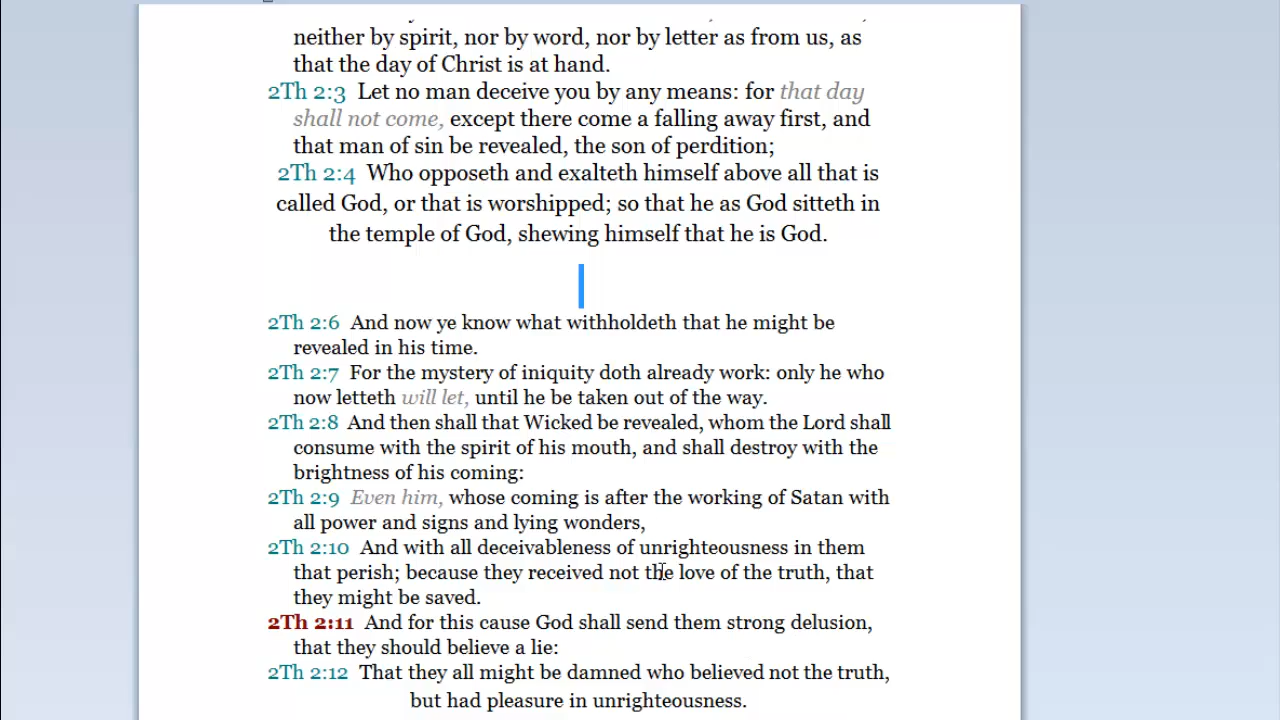 neither by spirit, nor by word, nor by letter as from us, as
that the day of Christ is at hand.
2Th 2:3 Let no man deceive you by any means: for that day
shall not come, except there come a falling away first, and
that man of sin be revealed, the son of perdition;
2Th 2:4 Who opposeth and exalteth himself above all that is
called God, or that is worshipped; so that he as God sitteth in
the temple of God, shewing himself that he is God.
2Th 2:6 And now ye know what withholdeth that he might be
revealed in his time.
2Th 2:7 For the mystery of iniquity doth already work: only he who
now letteth will let, until he be taken out of the way.
2Th 2:8 And then shall that Wicked be revealed, whom the Lord shall
consume with the spirit of his mouth, and shall destroy with the
brightness of his coming:
2Th 2:9 Even him, whose coming is after the working of Satan with
all power and signs and lying wonders,
2Th 2:10 And with all deceivableness of unrighteousness in them
that perish; because they received not the love of the truth, that
they might be saved.
2Th 2:11 And for this cause God shall send them strong delusion,
that they should believe a lie:
2Th 2:12 That they all might be damned who believed not the truth,
but had pleasure in unrighteousness.